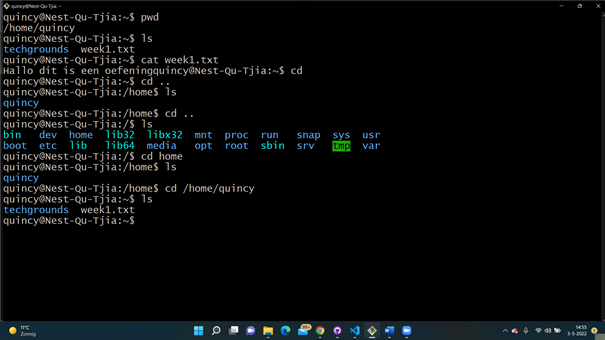 quincy@Nest-Qu-Tjia: ~
quincy@Nest-Qu-Tjia:~$ pwd
/home/quincy
quincy@Nest-Qu-Tjia:~$ ls
techgrounds  week1.txt
quincy@Nest-Qu-Tjia:~$ cat week1.txt
Hallo dit is een oefeningquincy@Nest-Qu-Tjia:~$ cd
quincy@Nest-Qu-Tjia:~$ cd ..
quincy@Nest-Qu-Tjia:/home$ ls
quincy
quincy@Nest-Qu-Tjia:/home$ cd ..
quincy@Nest-Qu-Tjia:/$ ls
bin   dev  home  lib32  libx32  mnt  proc  run   snap  sys  usr
boot  etc  lib   lib64  media   opt  root  sbin  srv   tmp  var
quincy@Nest-Qu-Tjia:/$ cd home
quincy@Nest-Qu-Tjia:/home$ ls
quincy
quincy@Nest-Qu-Tjia:/home$ cd /home/quincy
quincy@Nest-Qu-Tjia:~$ ls
techgrounds  week1.txt
quincy@Nest-Qu-Tjia:~$
11°C
Zonnig
99+
14:55
3-5-2022